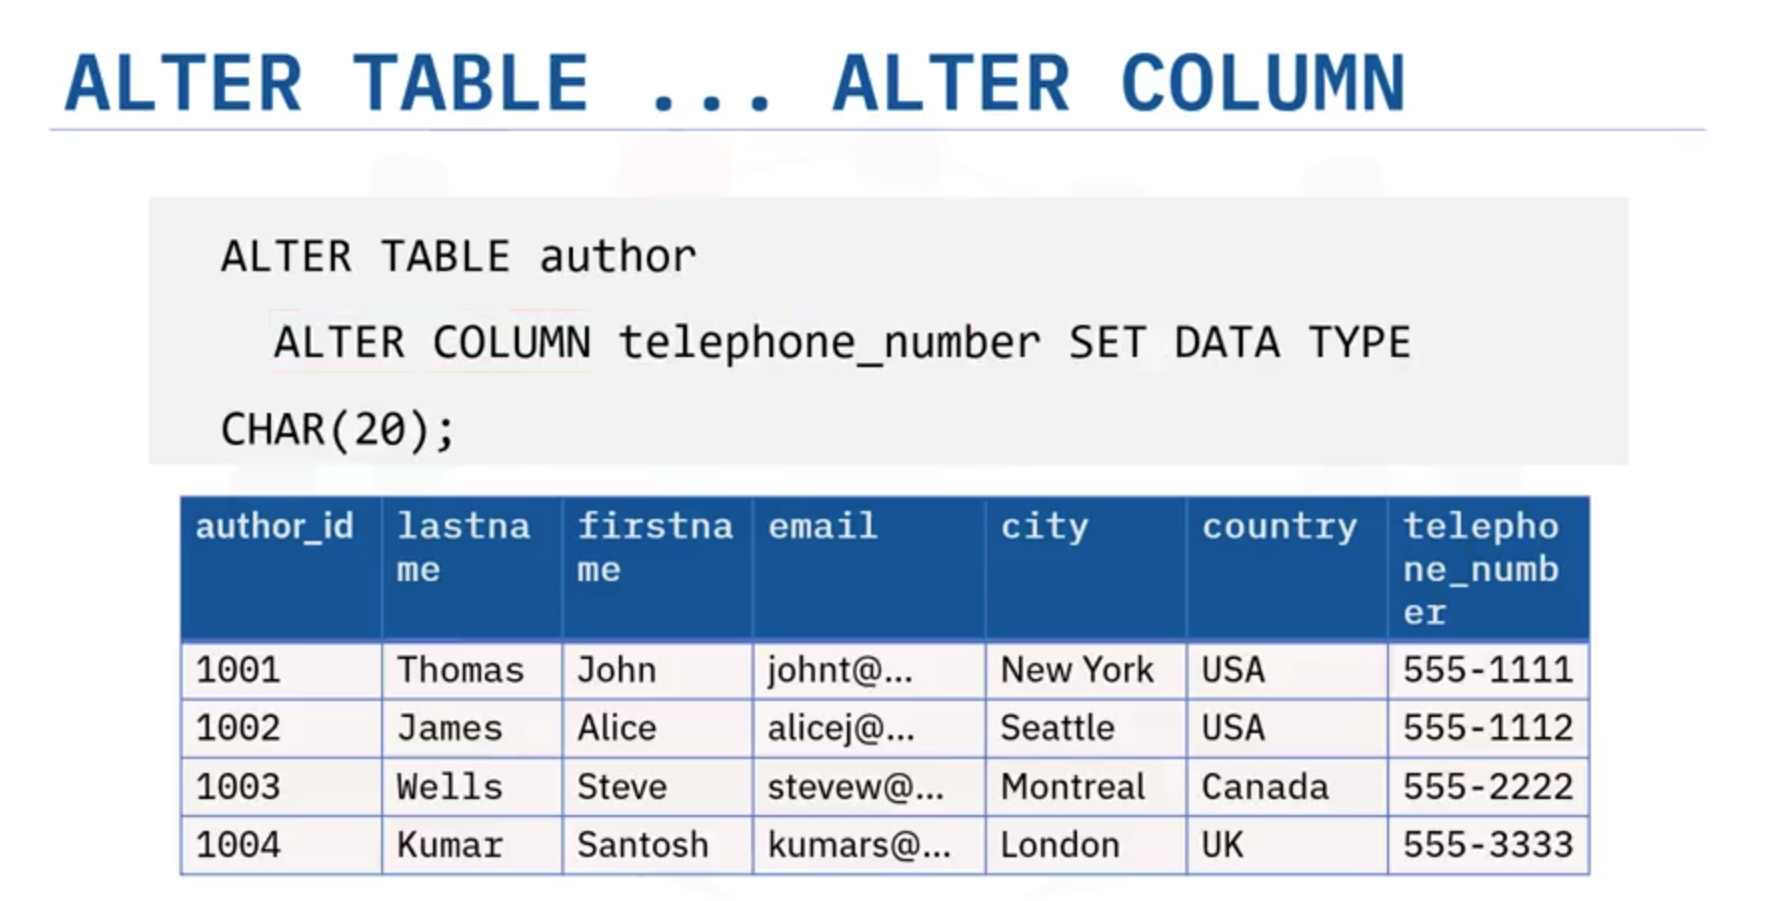 ALTER TABLE ... ALTER COLUMN
ALTER TABLE author
ALTER COLUMN telephone_number SET DATA TYPE
CHAR(20);
author_id lastna firstna email city country telepho
me me ne_numb
er
1001 Thomas John johnt@... New York USA 555-1111
1002 James Alice alicej@... Seattle USA 555-1112
1003 Wells Steve stevew@... Montreal Canada 555-2222
1004 Kumar Santosh kumars@... London UK 555-3333